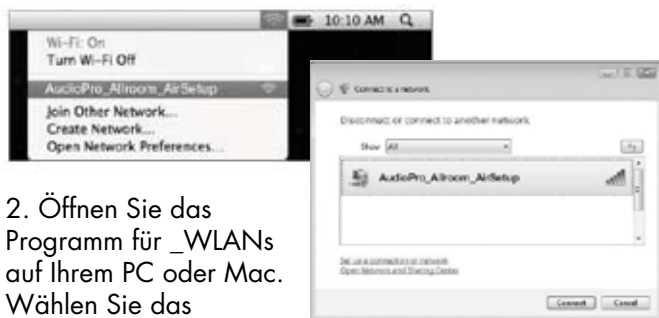 10:10 AM
Wi-Fi: On
Turn Wi-Fi Off
AudioPro_Allroom_AirSetup
Join Other Network...
Create Network...
Open Network Preferences...
Connect to a network
Disconnect or connect to another network
Show All
AudioPro_Allroom_AirSetup
Set up a connection or network
Open Network and Sharing Center
Connect Cancel
2. Öffnen Sie das
Programm für _WLANs
auf Ihrem PC oder Mac.
Wählen Sie das